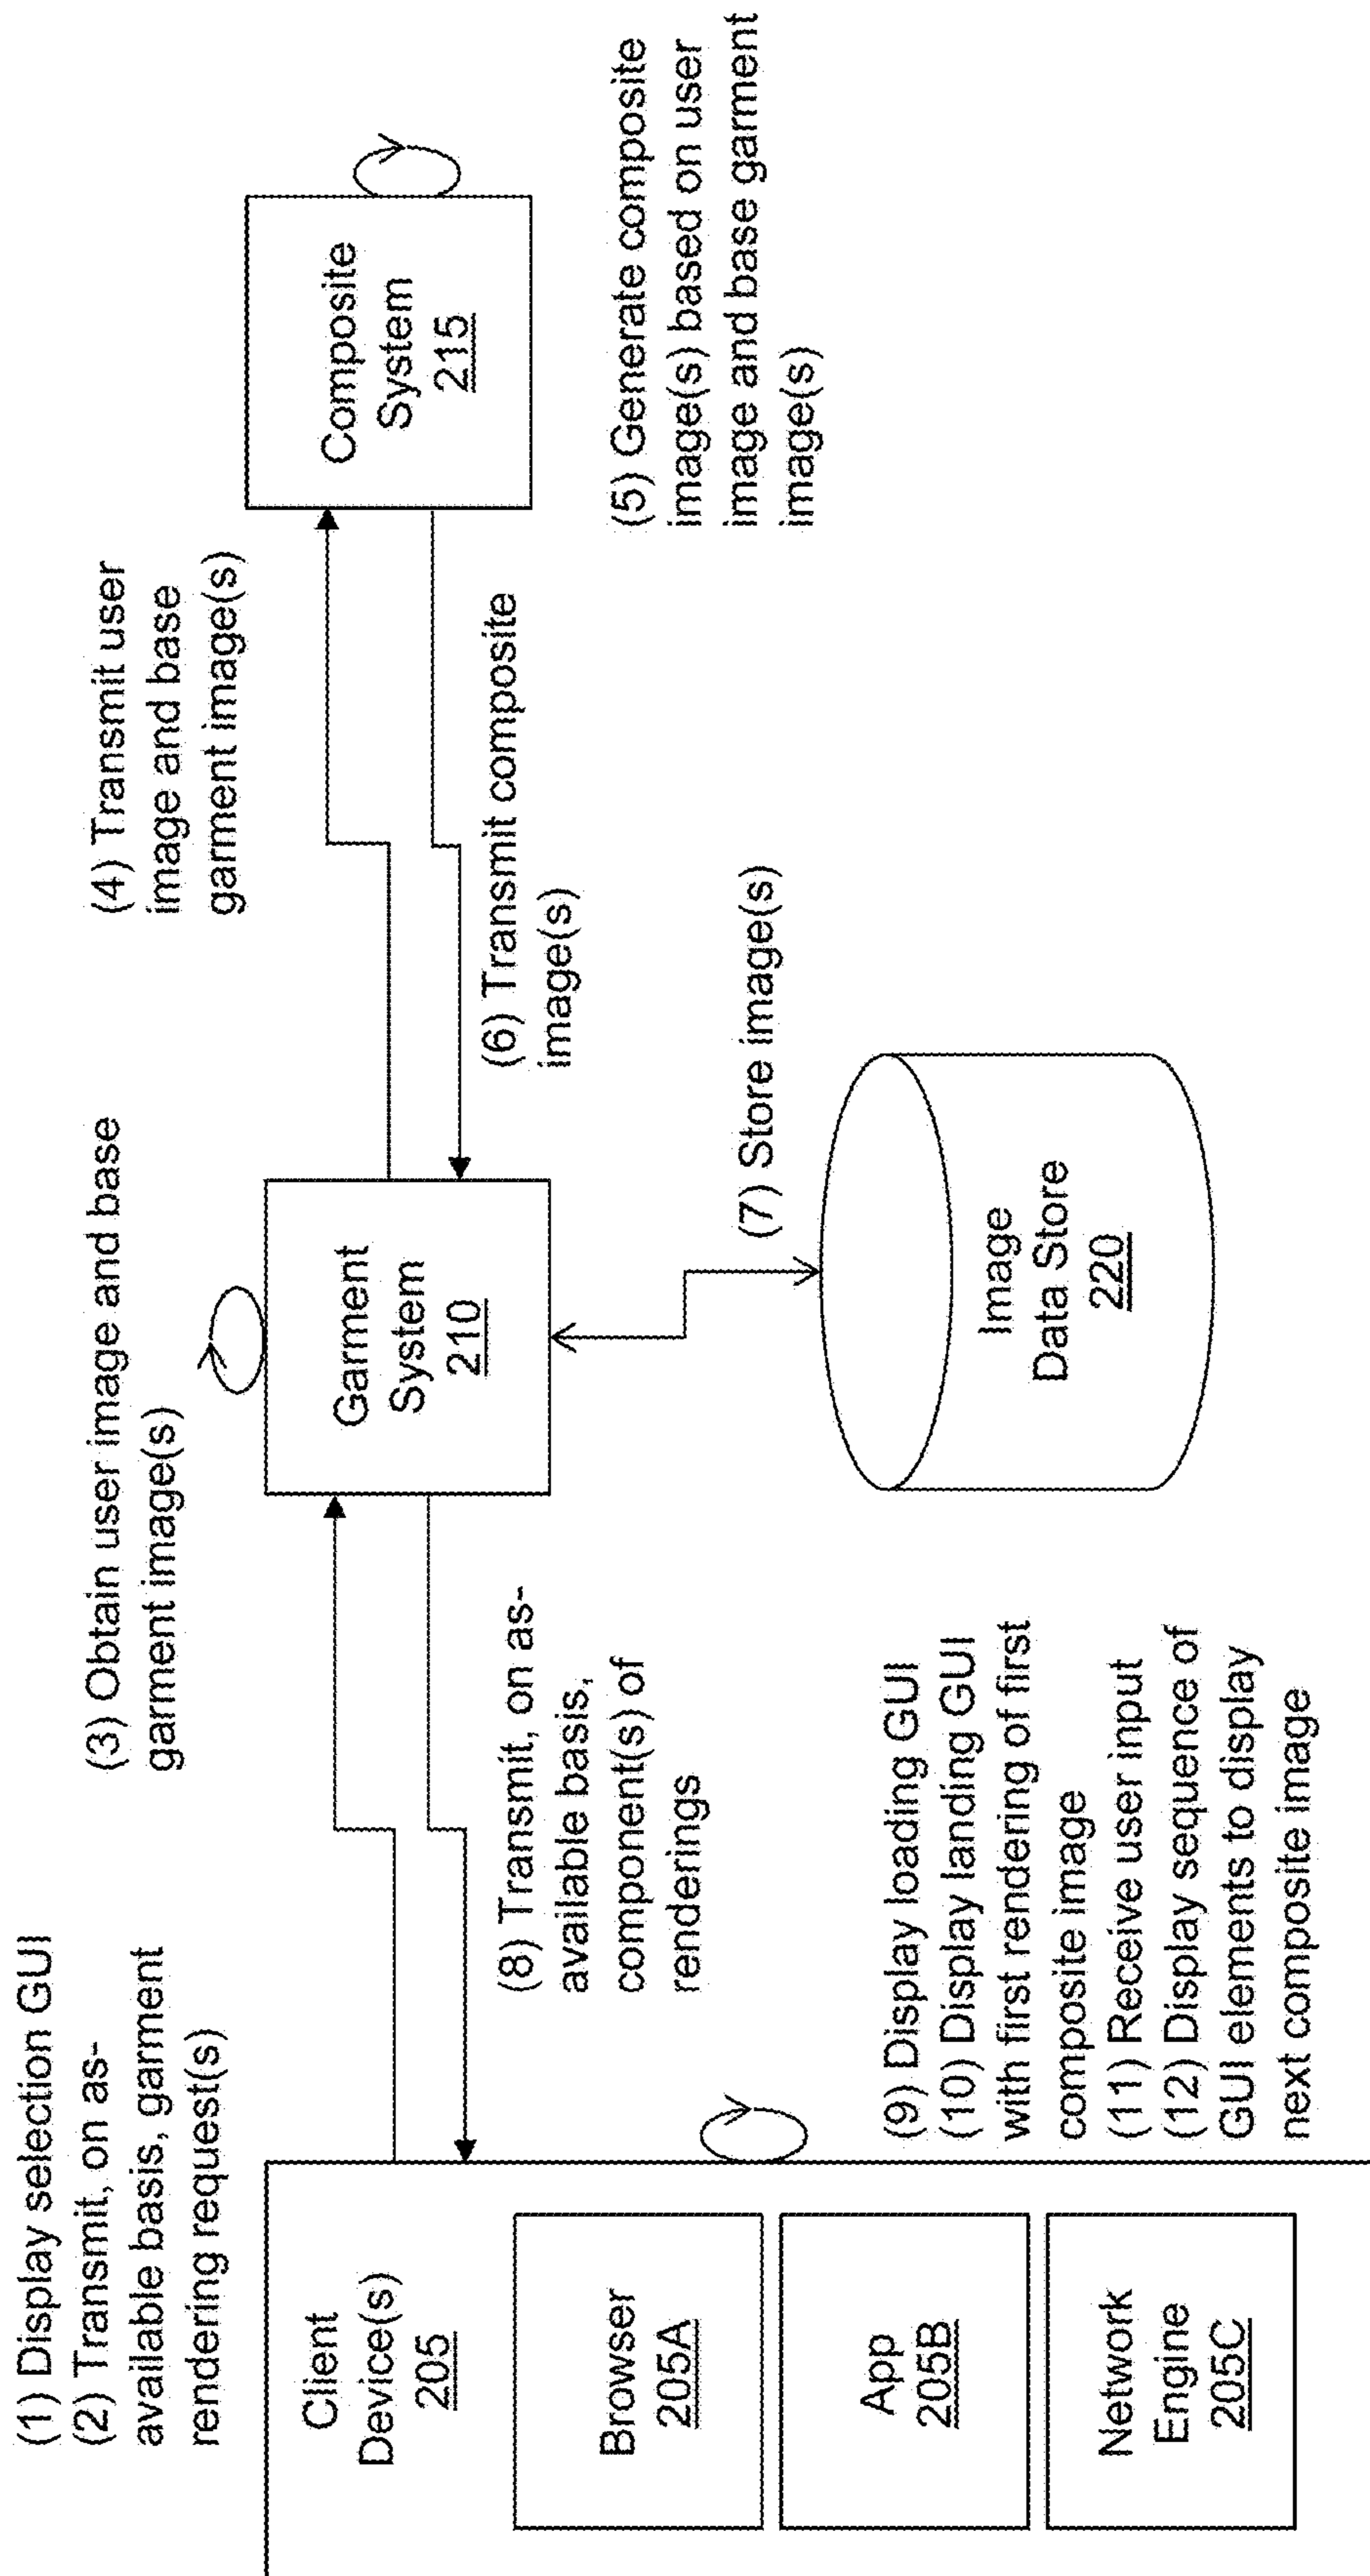 (1) Display selection GUI
(2) Transmit, on as-
available basis, garment
rendering request(s)
Client
Device(s)
205
Browser
205A
App
205B
Network
Engine
205C
(3) Obtain user image and base
garment image(s)
Garment
System
210
(4) Transmit user
image and base
garment image(s)
Composite
System
215
(5) Generate composite
image(s) based on user
image and base garment
image(s)
(6) Transmit composite
image(s)
(7) Store image(s)
Image
Data Store
220
(8) Transmit, on as-
available basis,
component(s) of
renderings
(9) Display loading GUI
(10) Display landing GUI
with first rendering of first
composite image
(11) Receive user input
(12) Display sequence of
GUI elements to display
next composite image